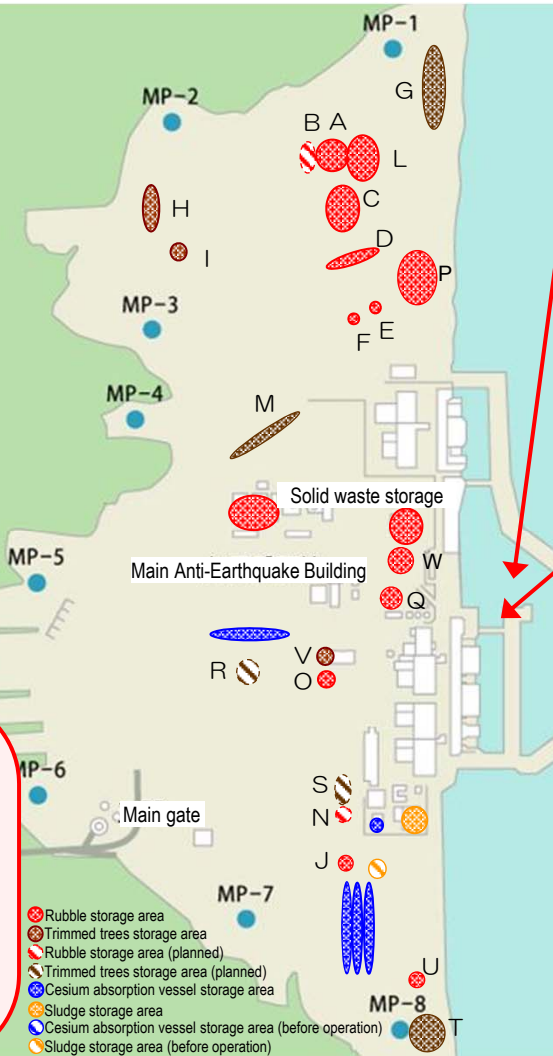 MP-1
G
MP-2
B A
L
H
C
I
D
P
MP-3
E
F
MP-4
M
Solid waste storage
W
MP-5
Main Anti-Earthquake Building
Q
V
R
O
MP-6
S
Main gate
N
J
MP-7
Rubble storage area
Trimmed trees storage area
Rubble storage area (planned)
Trimmed trees storage area (planned)
Cesium absorption vessel storage area
Sludge storage area
Cesium absorption vessel storage area (before operation)
Sludge storage area (before operation)
U
MP-8
T